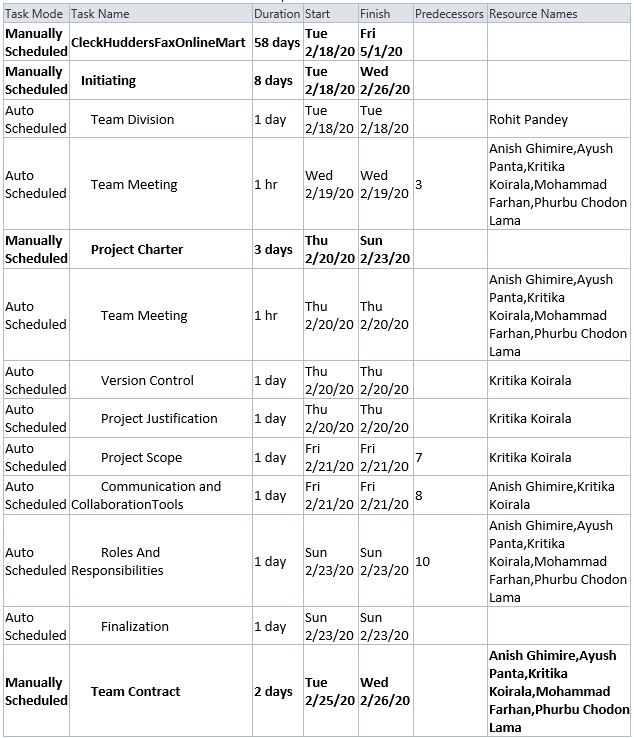 Task Mode Task Name Duration Start Finish Predecessors Resource Names
Manually Tue Fri
Scheduled CleckHuddersFaxOnlineMart 58 days 2/18/20 5/1/20
Manually Tue Wed
Scheduled Initiating 8 days 2/18/20 2/26/20
Auto Tue Tue
Scheduled Team Division 1 day 2/18/20 2/18/20 Rohit Pandey
Anish Ghimire,Ayush
Panta,Kritika
Auto Wed Wed
Scheduled Team Meeting 1 hr 2/19/20 2/19/20 3 Koirala,Mohammad
Farhan,Phurbu Chodon
Lama
Manually Thu Sun
Scheduled Project Charter 3 days 2/20/20 2/23/20
Anish Ghimire,Ayush
Panta,Kritika
Auto Thu Thu
Scheduled Team Meeting 1 hr 2/20/20 2/20/20 Koirala,Mohammad
Farhan,Phurbu Chodon
Lama
Auto Thu Thu
Scheduled Version Control 1 day 2/20/20 2/20/20 Kritika Koirala
Auto Thu Thu
Scheduled Project Justification 1 day 2/20/20 2/20/20 Kritika Koirala
Auto Fri Fri
Scheduled Project Scope 1 day 2/21/20 2/21/20 7 Kritika Koirala
Auto Communication and Fri Fri Anish Ghimire,Kritika
Scheduled CollaborationTools 1 day 2/21/20 2/21/20 8 Koirala
Anish Ghimire,Ayush
Panta,Kritika
Auto Roles And Sun Sun
Scheduled Responsibilities 1 day 2/23/20 2/23/20 10 Koirala,Mohammad
Farhan,Phurbu Chodon
Lama
Auto Sun Sun
Scheduled Finalization 1 day 2/23/20 2/23/20
Anish Ghimire,Ayush
Panta,Kritika
Manually Tue Wed
Scheduled Team Contract 2 days 2/25/20 2/26/20 Koirala,Mohammad
Farhan,Phurbu Chodon
Lama